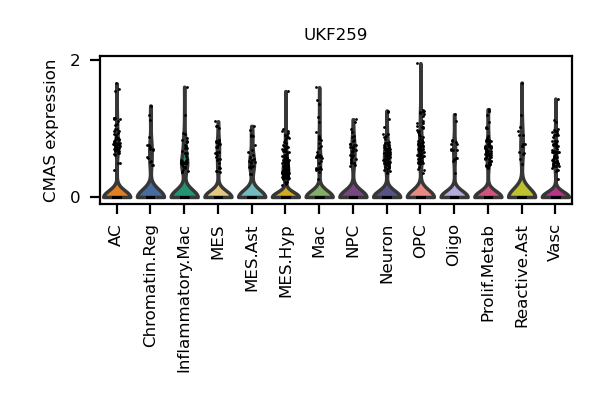 UKF259
CMAS expression
2
0
AC
Chromatin.Reg
Inflammatory.Mac
MES
MES.Ast
MES.Hyp
Mac
NPC
Neuron
OPC
Oligo
Prolif.Metab
Reactive.Ast
Vasc